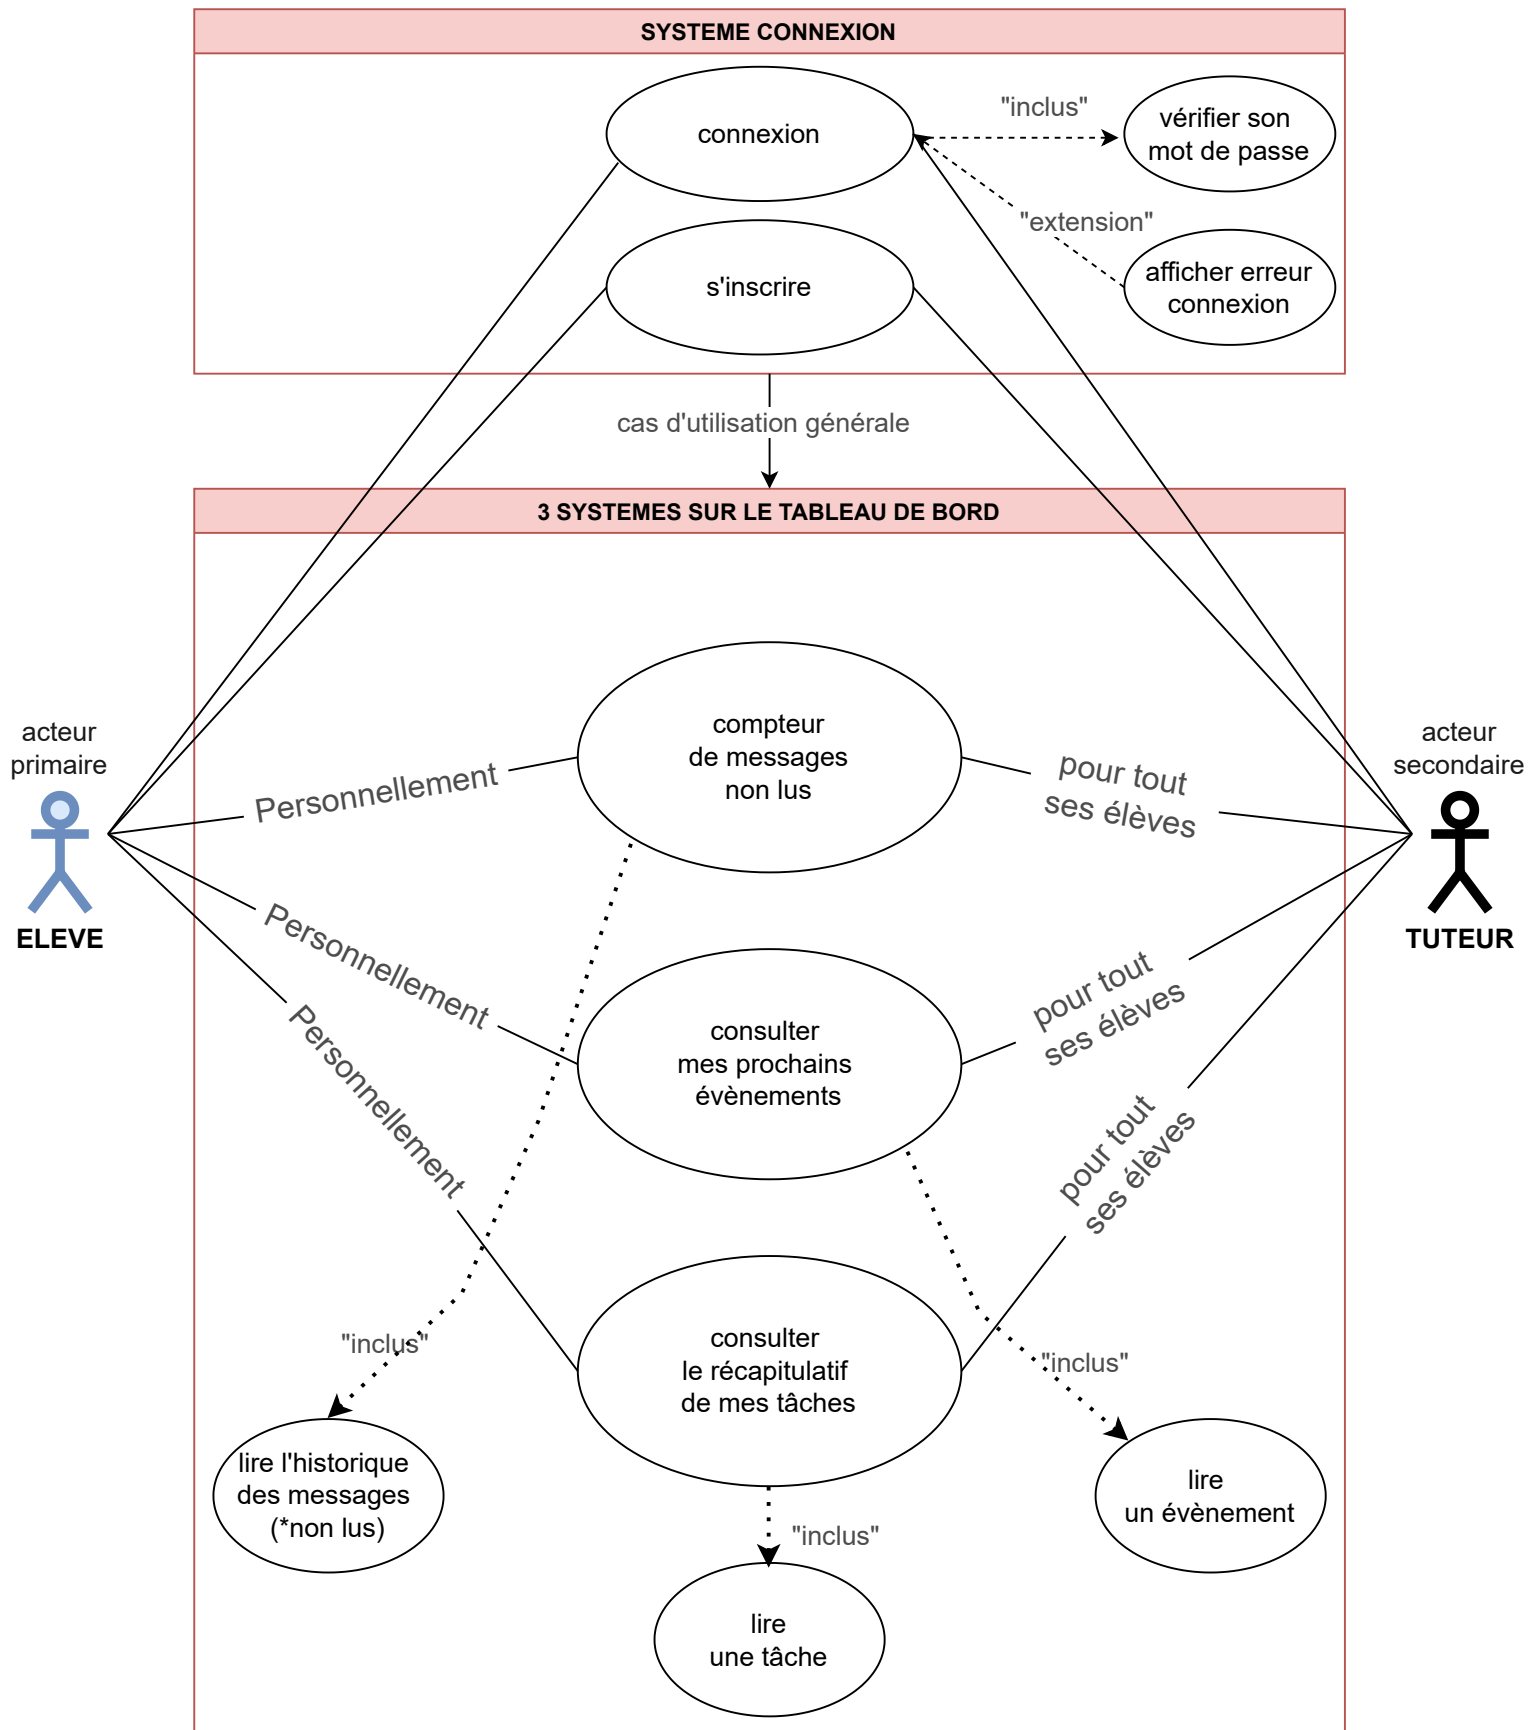 SYSTEME CONNEXION
connexion
"inclus"
vérifier son
mot de passe
"extension"
s'inscrire
afficher erreur
connexion
cas d'utilisation générale
3 SYSTEMES SUR LE TABLEAU DE BORD
acteur
primaire
ELEVE
acteur
secondaire
TUTEUR
Personnellement
compteur
de messages
non lus
pour tout
ses élèves
Personnellement
consulter
mes prochains
évènements
pour tout
ses élèves
Personnellement
consulter
le récapitulatif
de mes tâches
pour tout
ses élèves
"inclus"
"inclus"
lire l'historique
des messages
(*non lus)
lire
un évènement
"inclus"
lire
une tâche